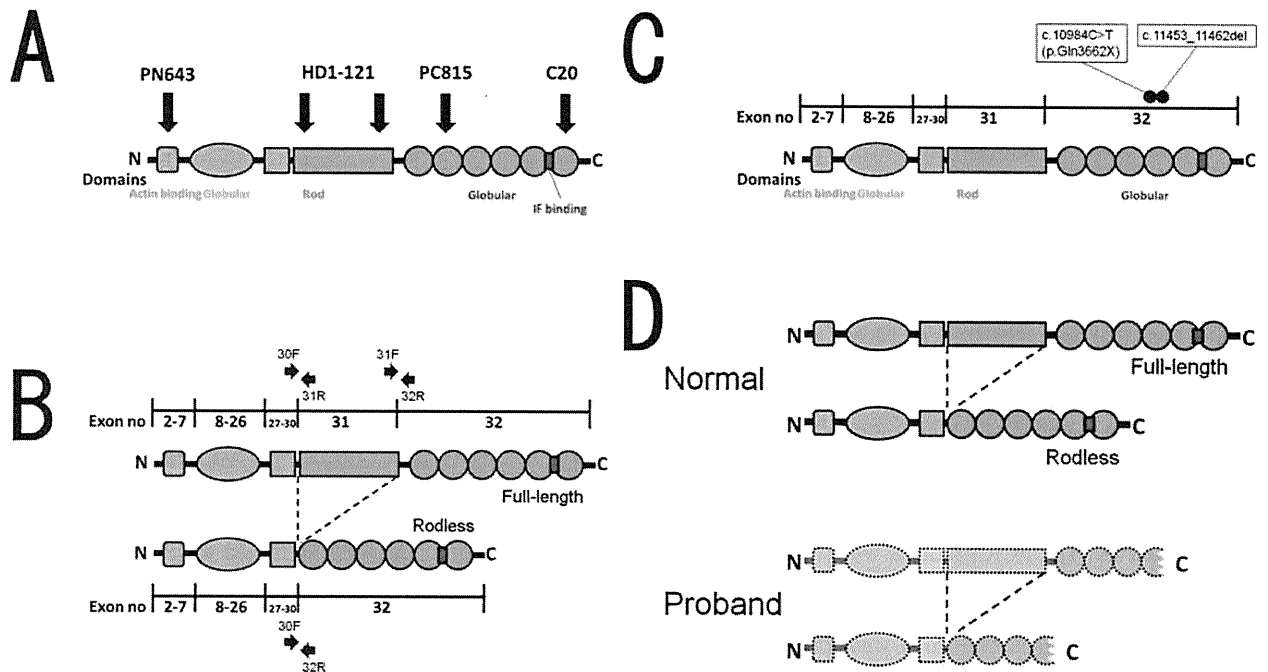 A
PN643 HD1-121 PC815 C20
N C
Domains
Actin binding Globular Rod Globular
IF binding
B
30F 31F
31R 32R
Exon no 2-7 8-26 27-30 31 32
N C
Full-length
Rodless
N C
Exon no 2-7 8-26 27-30 32
30F
32R
C
c.10984C>T
(p.Gln3662X)
c.11453_11462del
Exon no 2-7 8-26 27-30 31 32
N C
Domains
Actin binding Globular Rod Globular
D
Normal
N C
Full-length
N C
Rodless
Proband
N C
N C